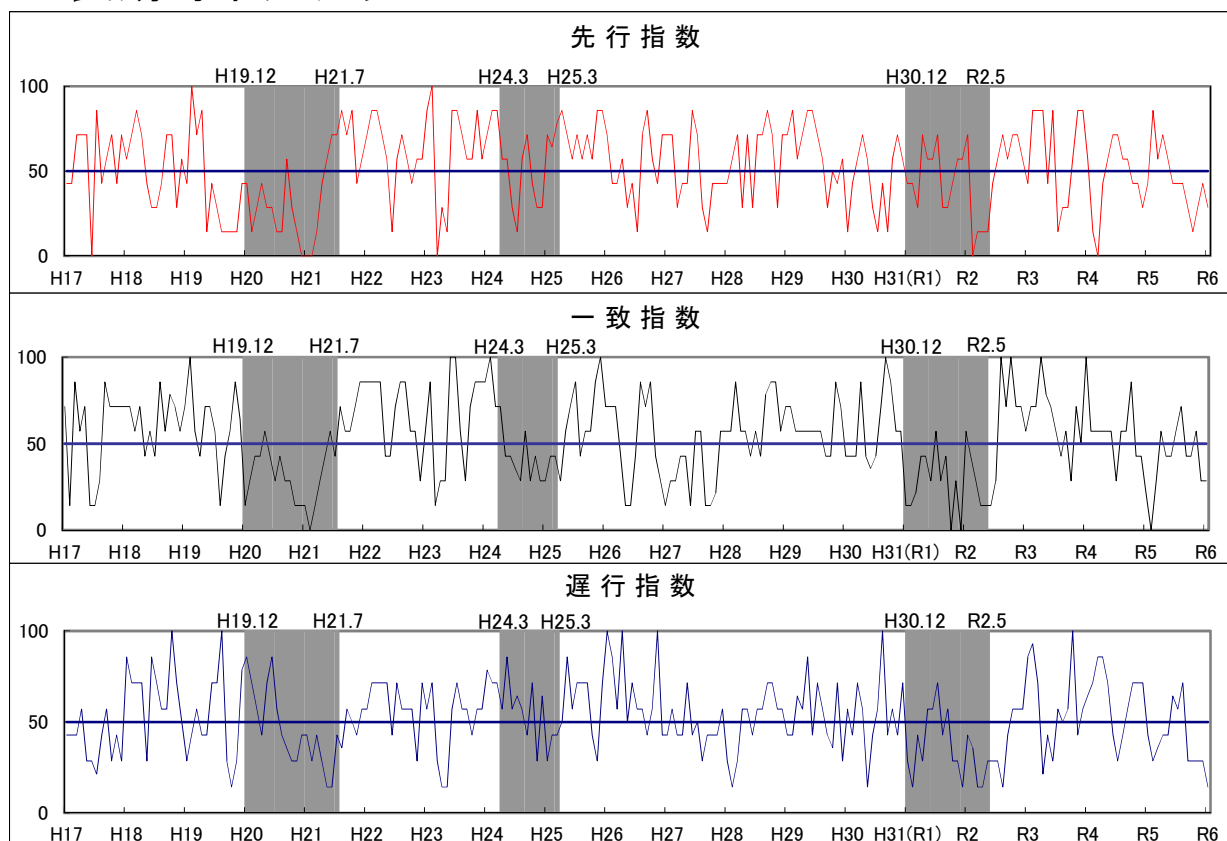 先行指数
H19.12 H21.7 H24.3 H25.3 H30.12 R2.5
100
50
0
H17 H18 H19 H20 H21 H22 H23 H24 H25 H26 H27 H28 H29 H30 H31(R1) R2 R3 R4 R5 R6
一致指数
H19.12 H21.7 H24.3 H25.3 H30.12 R2.5
100
50
0
H17 H18 H19 H20 H21 H22 H23 H24 H25 H26 H27 H28 H29 H30 H31(R1) R2 R3 R4 R5 R6
遅行指数
H19.12 H21.7 H24.3 H25.3 H30.12 R2.5
100
50
0
H17 H18 H19 H20 H21 H22 H23 H24 H25 H26 H27 H28 H29 H30 H31(R1) R2 R3 R4 R5 R6